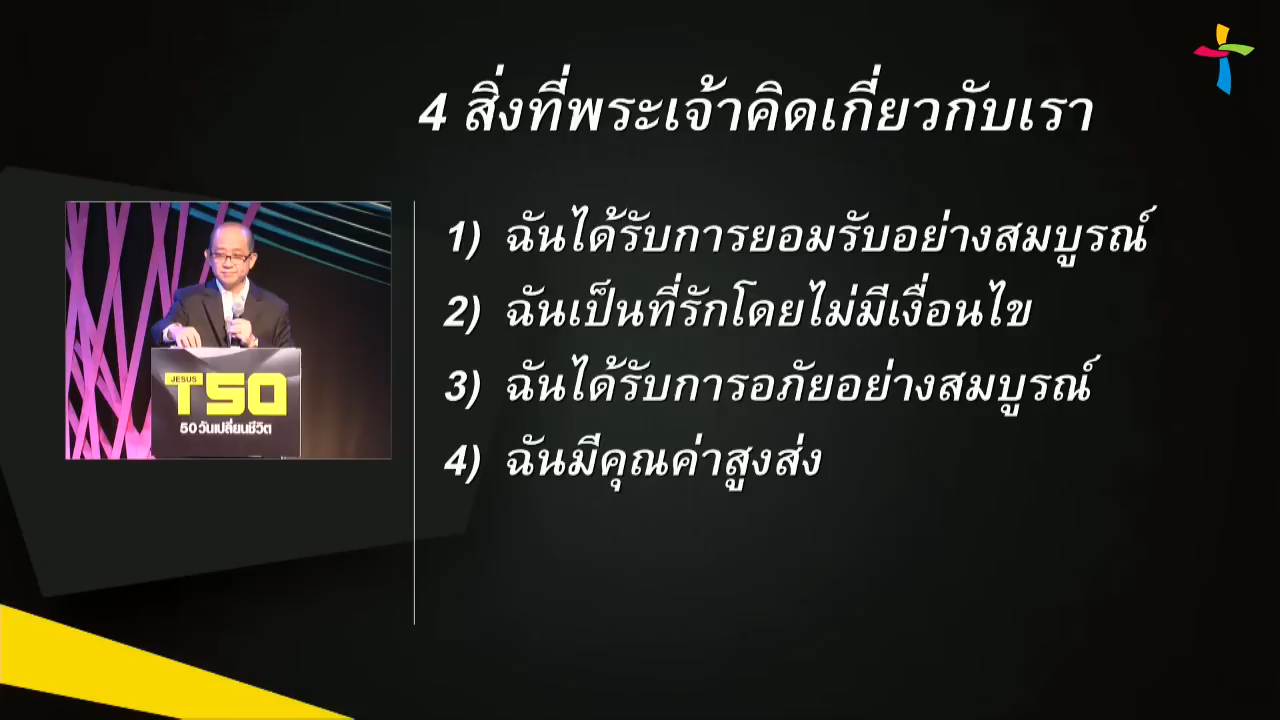 4 สิ่งที่พระเจ้าคิดเกี่ยวกับเรา
1) ฉันได้รับการยอมรับอย่างสมบูรณ์
2) ฉันเป็นที่รักโดยไม่มีเงื่อนไข
3) ฉันได้รับการอภัยอย่างสมบูรณ์
4) ฉันมีคุณค่าสูงส่ง
JESUS
T50
50 วันเปลี่ยนชีวิต